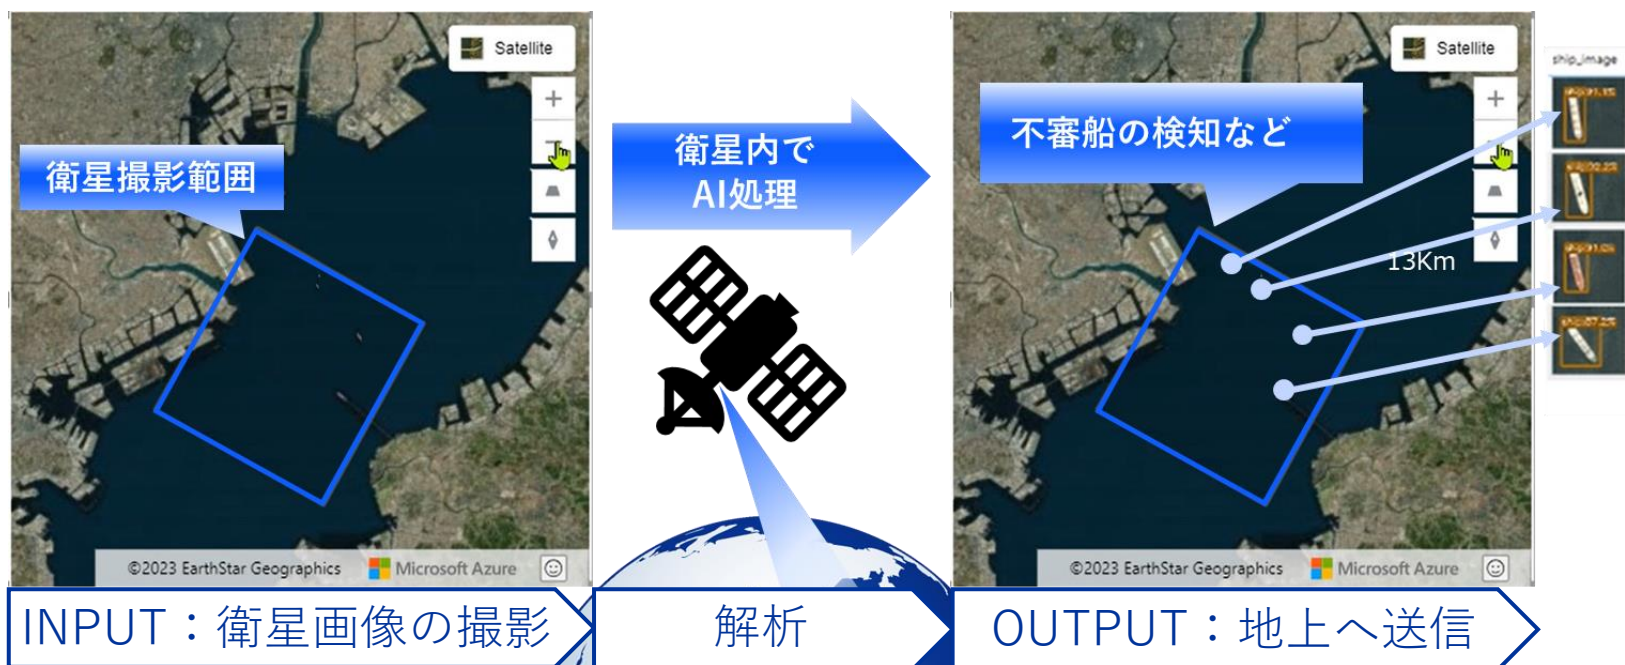 Satellite
衛星撮影範囲
©2023 EarthStar Geographics
Microsoft Azure
衛星内で
AI処理
Satellite
不審船の検知など
13Km
©2023 EarthStar Geographics
Microsoft Azure
ship_image
INPUT：衛星画像の撮影
解析
OUTPUT：地上へ送信